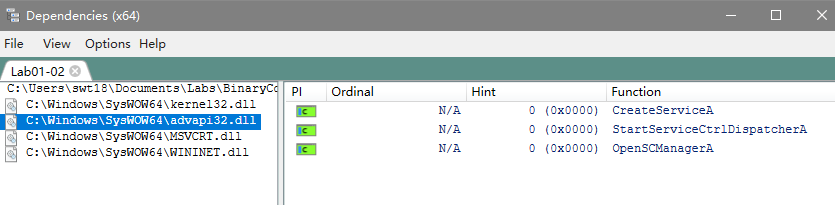 Dependencies (x64)
File View Options Help
Lab01-02
C:\Users\swt18\Documents\Labs\BinaryCo
C:\Windows\SysWOW64\kernel32.dll
C:\Windows\SysWOW64\advapi32.dll
C:\Windows\SysWOW64\MSVCRT.dll
C:\Windows\SysWOW64\WININET.dll
PI Ordinal Hint Function
C N/A 0 (0x0000) CreateServiceA
C N/A 0 (0x0000) StartServiceCtrlDispatcherA
C N/A 0 (0x0000) OpenSCManagerA